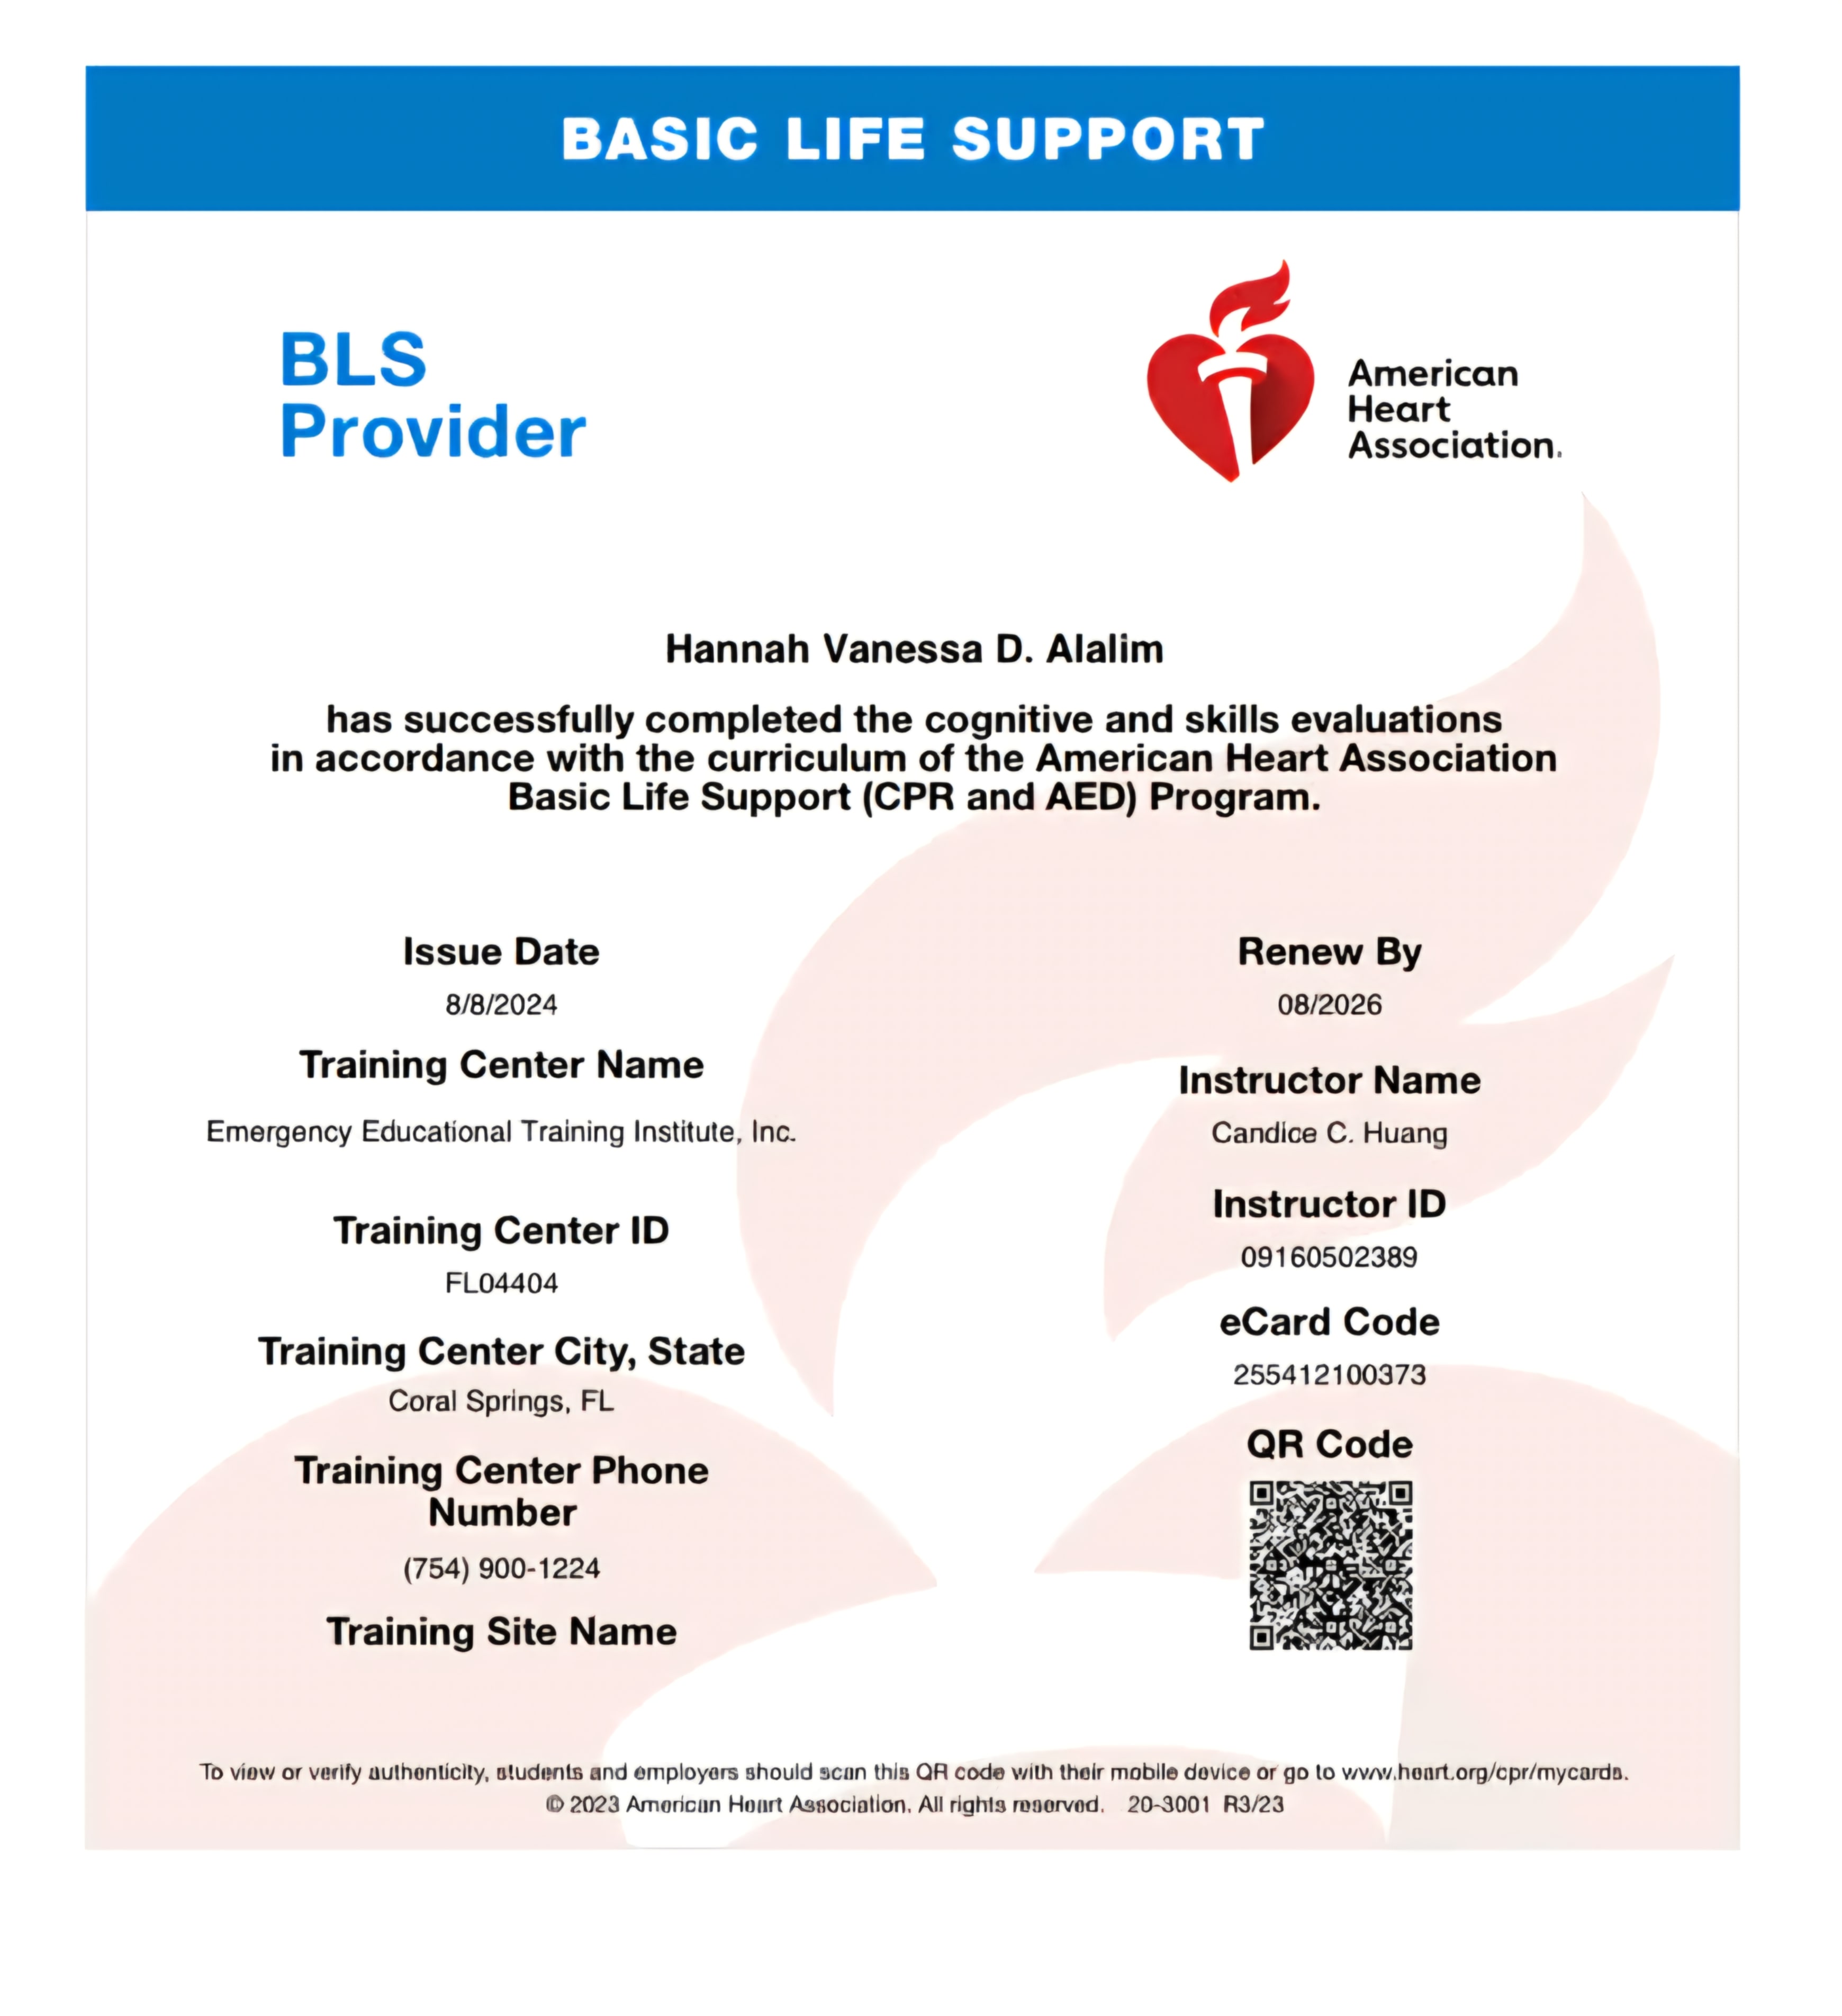 BASIC LIFE SUPPORT
BLS
Provider
American
Heart
Association.
Hannah Vanessa D. Alalim
has successfully completed the cognitive and skills evaluations
in accordance with the curriculum of the American Heart Association
Basic Life Support (CPR and AED) Program.
Issue Date
8/8/2024
Training Center Name
Emergency Educational Training Institute, Inc.
Training Center ID
FL04404
Training Center City, State
Coral Springs, FL
Training Center Phone
Number
(754) 900-1224
Training Site Name
Renew By
08/2026
Instructor Name
Candice C. Huang
Instructor ID
09160502389
eCard Code
255412100373
QR Code
To view or verify authenticity, students and employers should scan this QR code with their mobile device or go to www.heart.org/cpr/mycards.
© 2023 American Heart Association. All rights reserved. 20-3001 R3/23